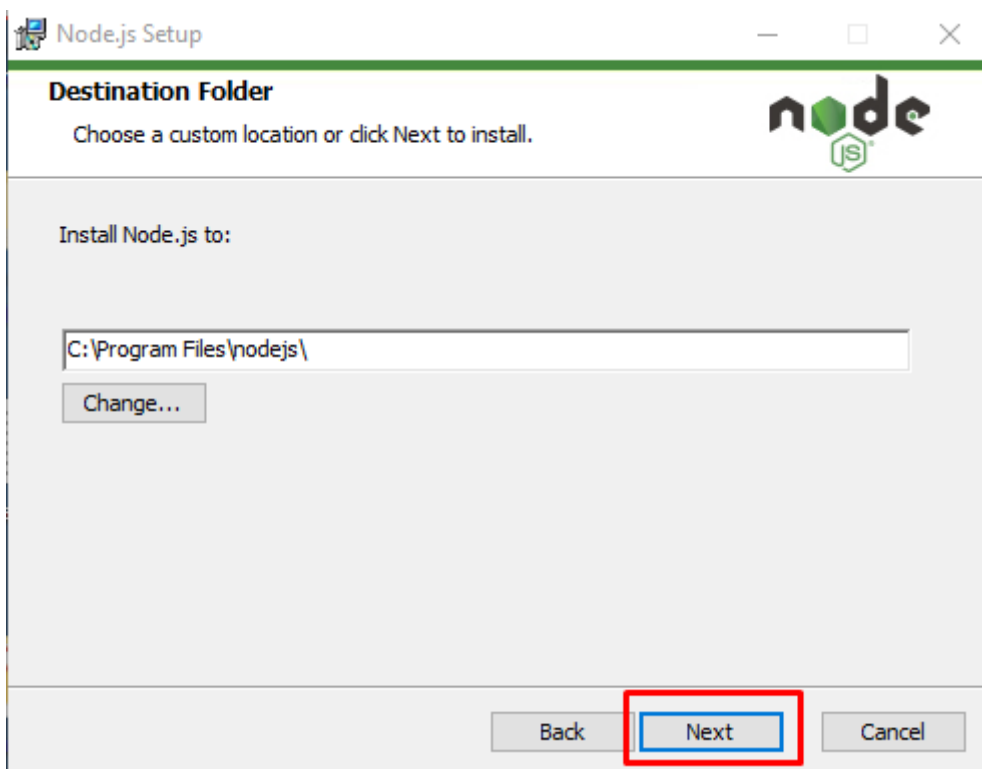 Node.js Setup
Destination Folder
Choose a custom location or click Next to install.
node
JS
Install Node.js to:
C:\Program Files\nodejs\
Change...
Back Next Cancel